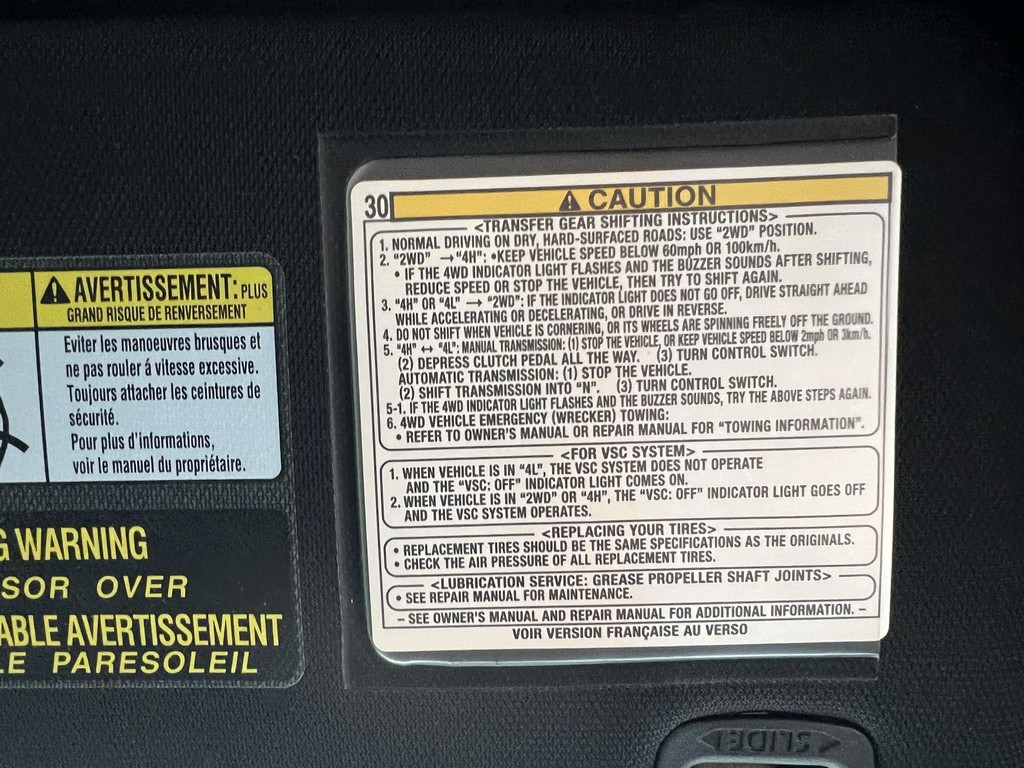 ⚠ AVERTISSEMENT: PLUS
GRAND RISQUE DE RENVERSEMENT
Eviter les manoeuvres brusques et
ne pas rouler á vitesse excessive.
Toujours attacher les ceintures de
sécurité.
Pour plus d'informations,
voir le manuel du propriétaire.
G WARNING
SOR OVER
ABLE AVERTISSEMENT
LE PARESOLEIL
30 ⚠ CAUTION
<TRANSFER GEAR SHIFTING INSTRUCTIONS>
1. NORMAL DRIVING ON DRY, HARD-SURFACED ROADS: USE "2WD" POSITION.
2. "2WD" → "4H": •KEEP VEHICLE SPEED BELOW 60mph OR 100km/h.
• IF THE 4WD INDICATOR LIGHT FLASHES AND THE BUZZER SOUNDS AFTER SHIFTING,
REDUCE SPEED OR STOP THE VEHICLE, THEN TRY TO SHIFT AGAIN.
3. "4H" OR "4L" → "2WD": IF THE INDICATOR LIGHT DOES NOT GO OFF, DRIVE STRAIGHT AHEAD
WHILE ACCELERATING OR DECELERATING, OR DRIVE IN REVERSE.
4. DO NOT SHIFT WHEN VEHICLE IS CORNERING, OR ITS WHEELS ARE SPINNING FREELY OFF THE GROUND.
5. "4H" ↔ "4L": MANUAL TRANSMISSION: (1) STOP THE VEHICLE, OR KEEP VEHICLE SPEED BELOW 2mph OR 3km/h.
(2) DEPRESS CLUTCH PEDAL ALL THE WAY. (3) TURN CONTROL SWITCH.
AUTOMATIC TRANSMISSION: (1) STOP THE VEHICLE.
(2) SHIFT TRANSMISSION INTO "N". (3) TURN CONTROL SWITCH.
5-1. IF THE 4WD INDICATOR LIGHT FLASHES AND THE BUZZER SOUNDS, TRY THE ABOVE STEPS AGAIN.
6. 4WD VEHICLE EMERGENCY (WRECKER) TOWING:
• REFER TO OWNER'S MANUAL OR REPAIR MANUAL FOR "TOWING INFORMATION".
<FOR VSC SYSTEM>
1. WHEN VEHICLE IS IN "4L", THE VSC SYSTEM DOES NOT OPERATE
AND THE "VSC: OFF" INDICATOR LIGHT COMES ON.
2. WHEN VEHICLE IS IN "2WD" OR "4H", THE "VSC: OFF" INDICATOR LIGHT GOES OFF
AND THE VSC SYSTEM OPERATES.
<REPLACING YOUR TIRES>
• REPLACEMENT TIRES SHOULD BE THE SAME SPECIFICATIONS AS THE ORIGINALS.
• CHECK THE AIR PRESSURE OF ALL REPLACEMENT TIRES.
<LUBRICATION SERVICE: GREASE PROPELLER SHAFT JOINTS>
• SEE REPAIR MANUAL FOR MAINTENANCE.
– SEE OWNER'S MANUAL AND REPAIR MANUAL FOR ADDITIONAL INFORMATION. –
VOIR VERSION FRANÇAISE AU VERSO
SLIDE